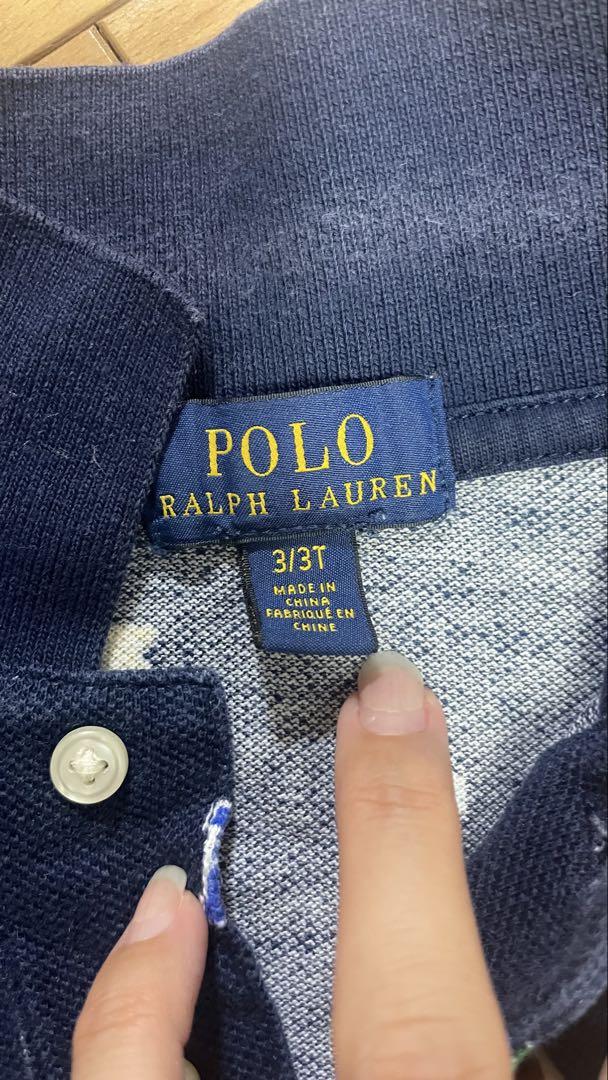 POLO
RALPH LAUREN
3/3T
MADE IN
CHINA
FABRIQUÉ EN
CHINE